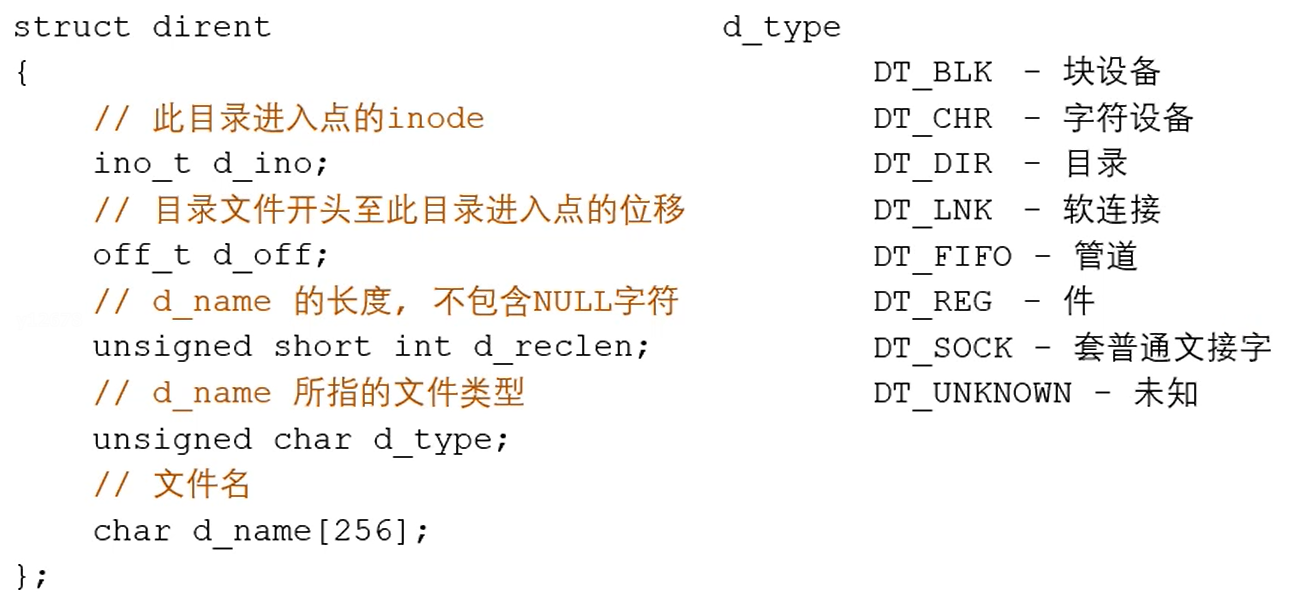 struct dirent
{
// 此目录进入点的inode
ino_t d_ino;
// 目录文件开头至此目录进入点的位移
off_t d_off;
// d_name 的长度, 不包含NULL字符
unsigned short int d_reclen;
// d_name 所指的文件类型
unsigned char d_type;
// 文件名
char d_name[256];
};
d_type
DT_BLK - 块设备
DT_CHR - 字符设备
DT_DIR - 目录
DT_LNK - 软连接
DT_FIFO - 管道
DT_REG - 件
DT_SOCK - 套普通文接字
DT_UNKNOWN - 未知